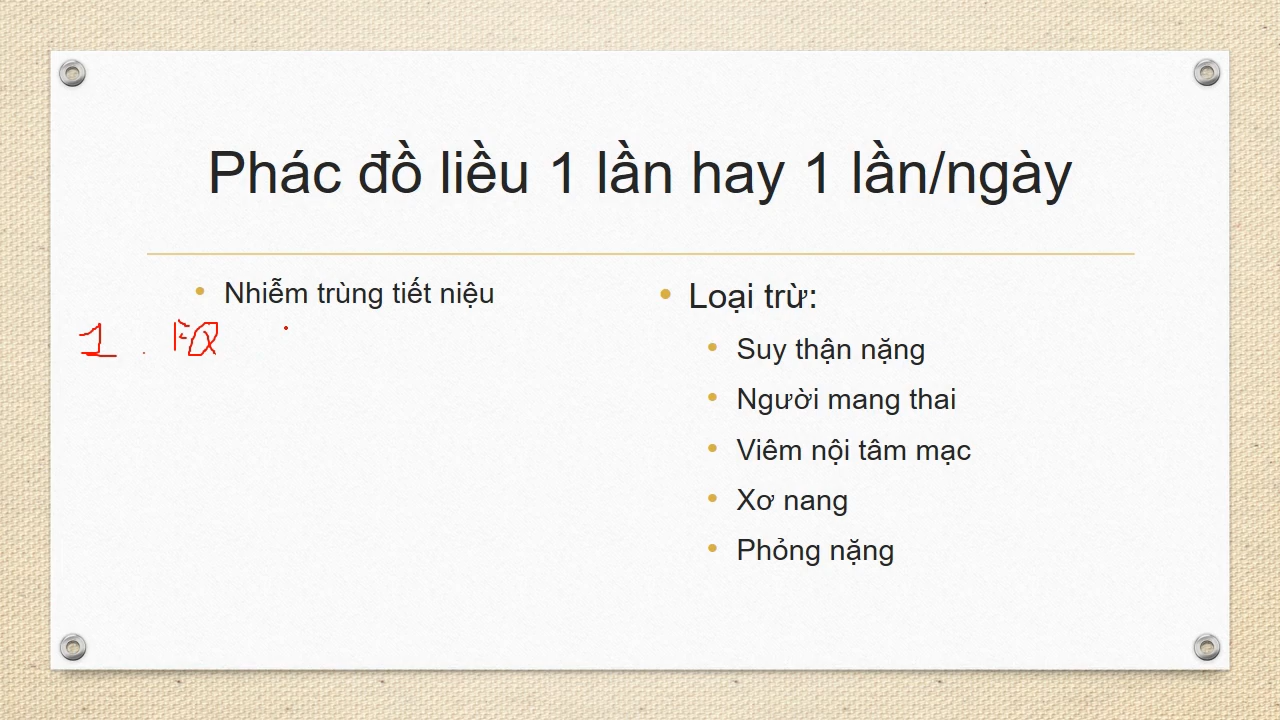 Phác đồ liều 1 lần hay 1 lần/ngày
Nhiễm trùng tiết niệu
1
Loại trừ:
Suy thận nặng
Người mang thai
Viêm nội tâm mạc
Xơ nang
Phỏng nặng